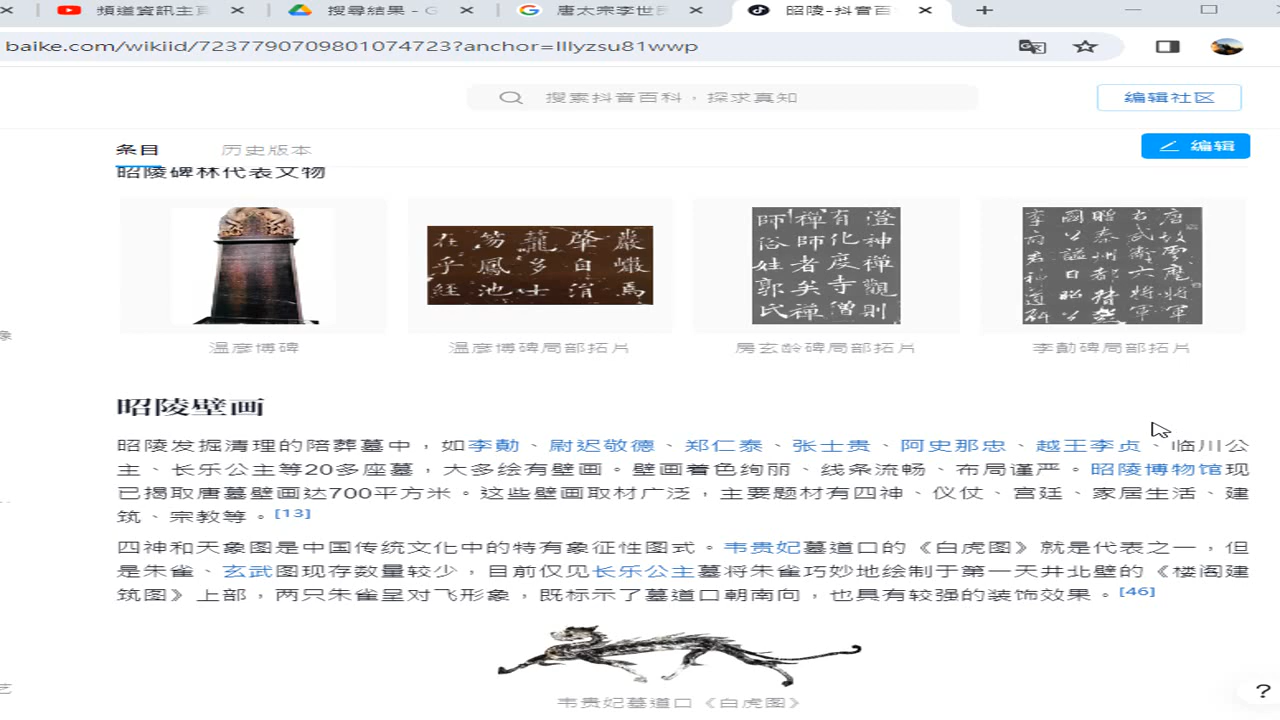 頻道資訊主頁
搜尋結果 - G
唐太宗李世民
昭陵-抖音百
baike.com/wikiid/7237790709801074723?anchor=lllyzsu81wwp
搜索抖音百科，探求真知
编辑社区
条目
历史版本
编辑
昭陵碑林代表文物
温彦博碑
温彦博碑局部拓片
房玄龄碑局部拓片
李勣碑局部拓片
象
昭陵壁画
昭陵发掘清理的陪葬墓中，如李勣、尉迟敬德、郑仁泰、张士贵、阿史那忠、越王李贞、临川公
主、长乐公主等20多座墓，大多绘有壁画。壁画着色绚丽、线条流畅、布局谨严。昭陵博物馆现
已揭取唐墓壁画达700平方米。这些壁画取材广泛，主要题材有四神、仪仗、宫廷、家居生活、建
筑、宗教等。[13]
四神和天象图是中国传统文化中的特有象征性图式。韦贵妃墓道口的《白虎图》就是代表之一，但
是朱雀、玄武图现存数量较少，目前仅见长乐公主墓将朱雀巧妙地绘制于第一天井北壁的《楼阁建
筑图》上部，两只朱雀呈对飞形象，既标示了墓道口朝南向，也具有较强的装饰效果。[46]
艺
韦贵妃墓道口《白虎图》
?